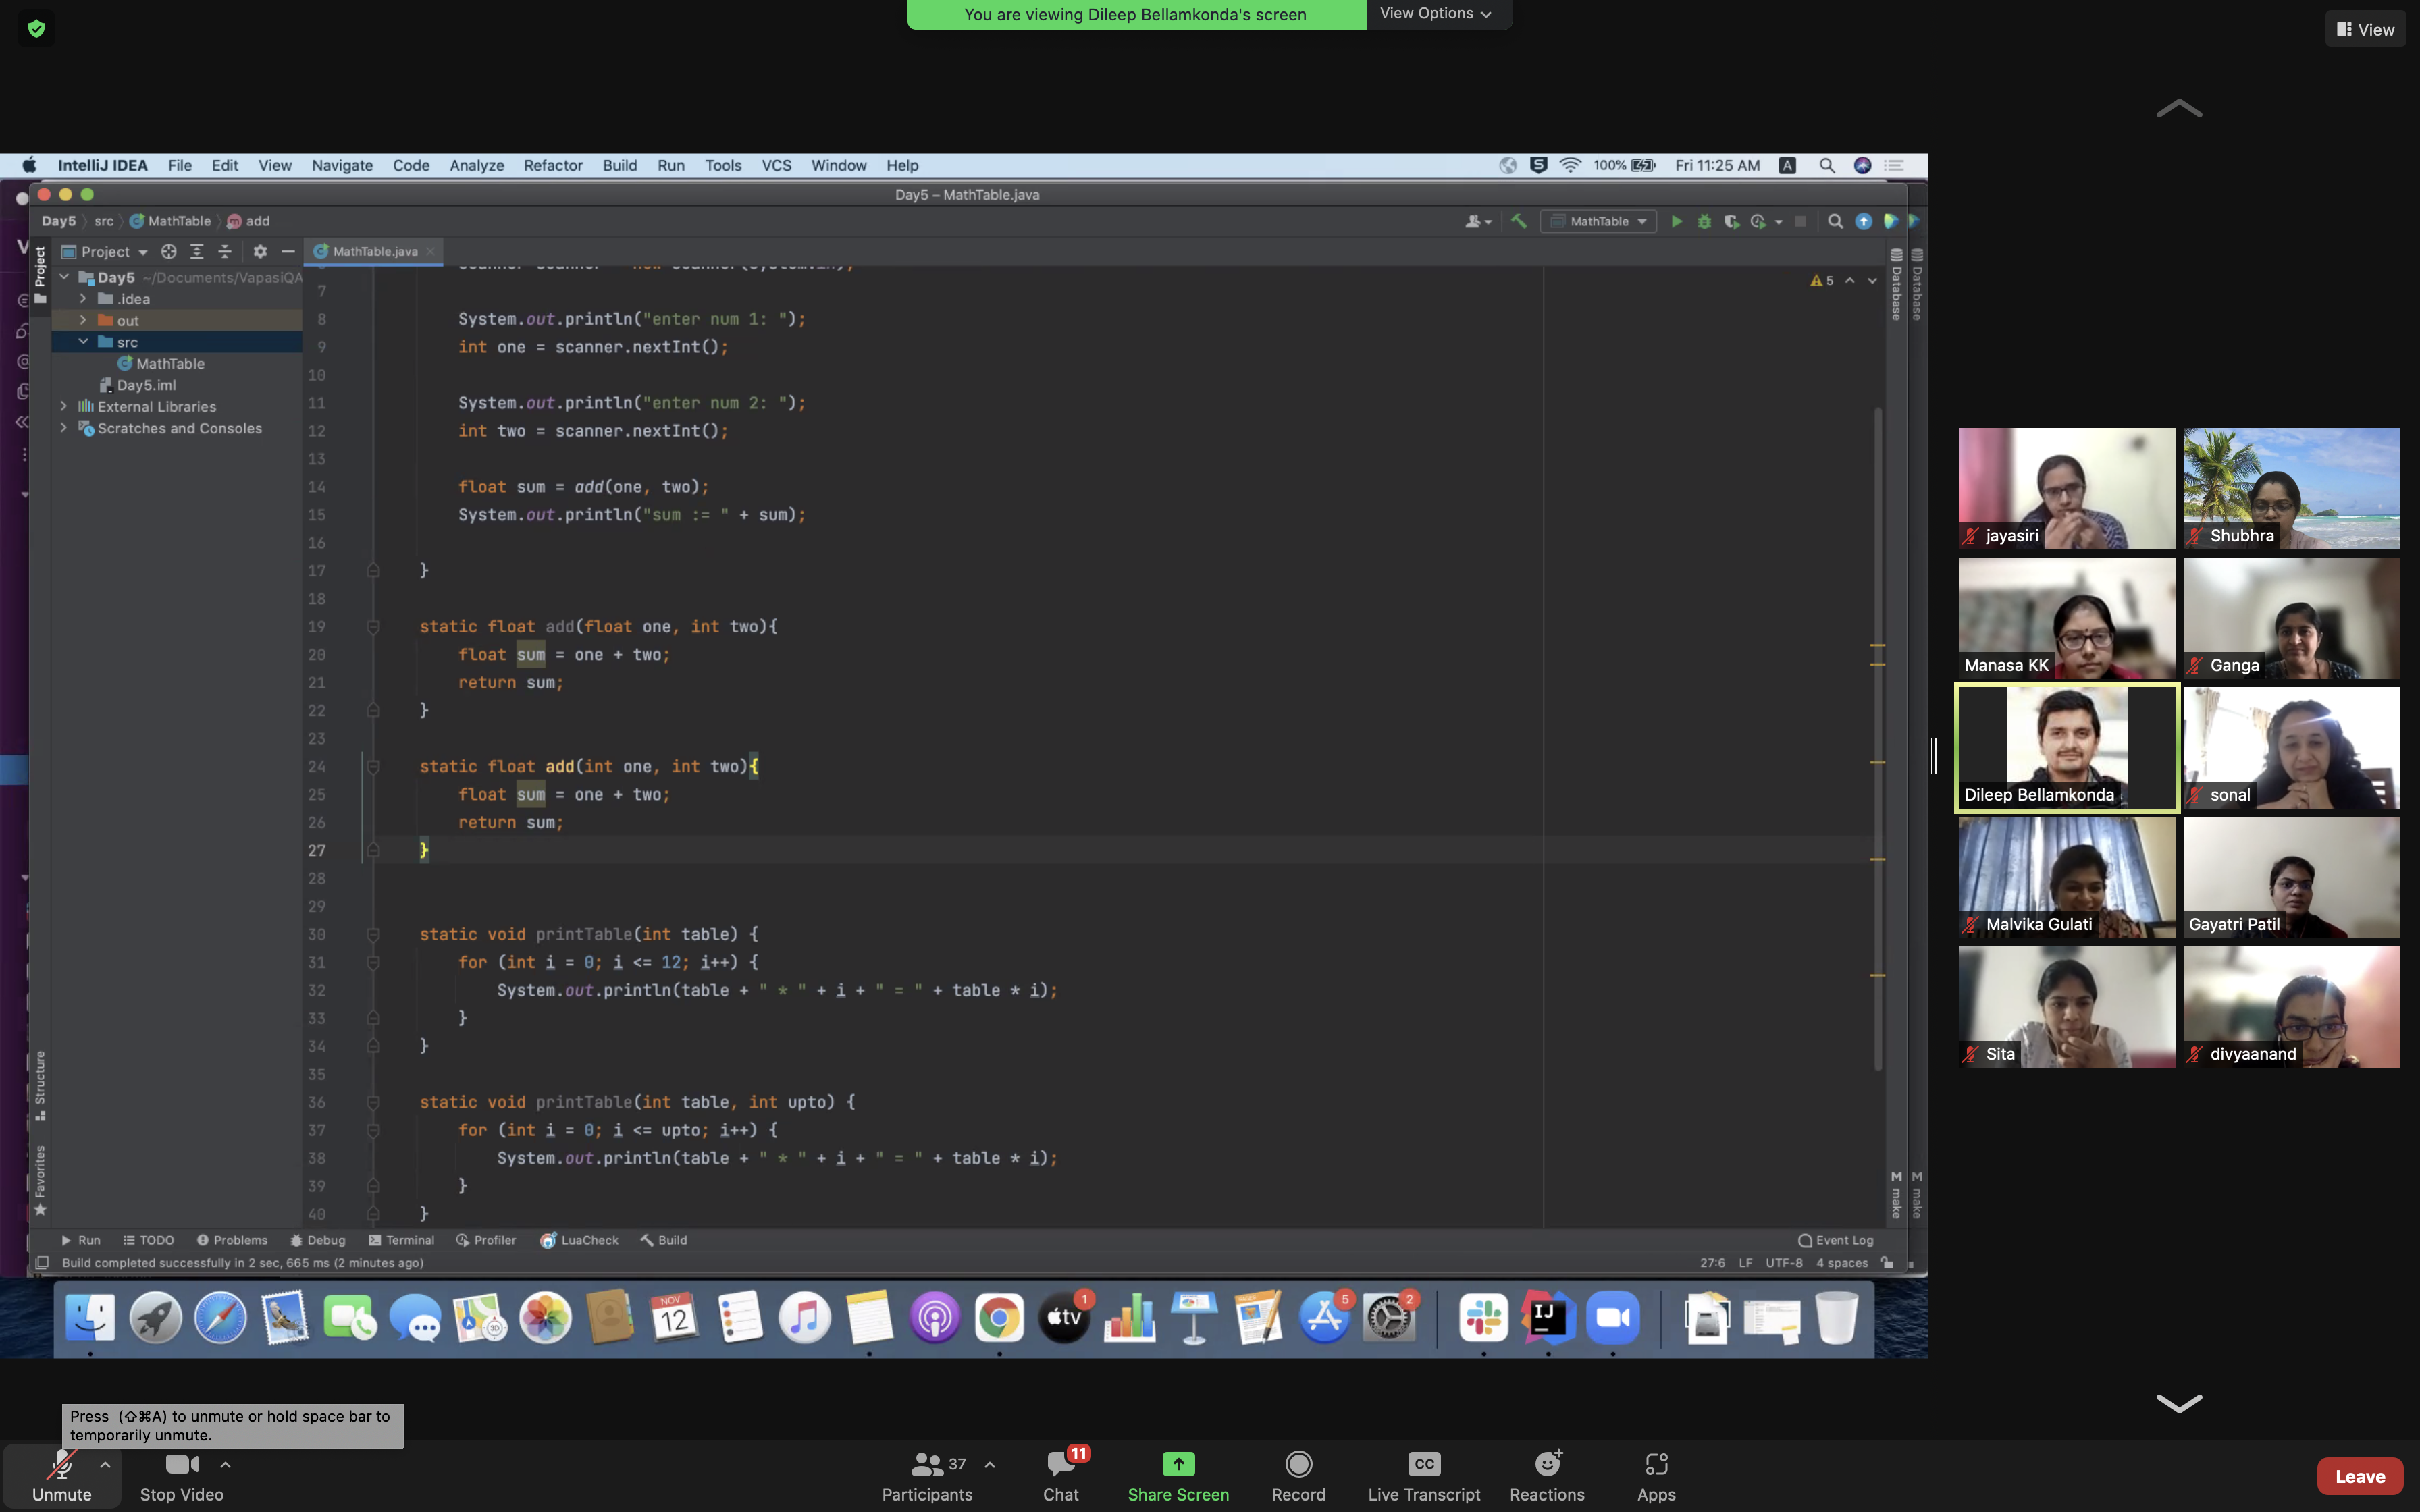 You are viewing Dileep Bellamkonda's screen
View Options
View
IntelliJ IDEA File Edit View Navigate Code Analyze Refactor Build Run Tools VCS Window Help
100% Fri 11:25 AM A
Day5 – MathTable.java
Day5 src MathTable add
MathTable
Project
MathTable.java
Project
Day5 ~/Documents/VapasiQA
.idea
out
src
MathTable
Day5.iml
External Libraries
Scratches and Consoles
5
Database
Database
7
8 System.out.println("enter num 1: ");
9 int one = scanner.nextInt();
10
11 System.out.println("enter num 2: ");
12 int two = scanner.nextInt();
13
14 float sum = add(one, two);
15 System.out.println("sum := " + sum);
16
17 }
18
19 static float add(float one, int two){
20 float sum = one + two;
21 return sum;
22 }
23
24 static float add(int one, int two){
25 float sum = one + two;
26 return sum;
27 }
28
29
30 static void printTable(int table) {
31 for (int i = 0; i <= 12; i++) {
32 System.out.println(table + " * " + i + " = " + table * i);
33 }
34 }
35
36 static void printTable(int table, int upto) {
37 for (int i = 0; i <= upto; i++) {
38 System.out.println(table + " * " + i + " = " + table * i);
39 }
40 }
Structure
Favorites
M make
M make
Run TODO Problems Debug Terminal Profiler LuaCheck Build
Event Log
Build completed successfully in 2 sec, 665 ms (2 minutes ago)
27:6 LF UTF-8 4 spaces
NOV
12
3D
tv
1
5
2
IJ
jayasiri
Shubhra
Manasa KK
Ganga
Dileep Bellamkonda
sonal
Malvika Gulati
Gayatri Patil
Sita
divyaanand
Press (⇧⌘A) to unmute or hold space bar to
temporarily unmute.
Unmute
Stop Video
37
Participants
11
Chat
Share Screen
Record
CC
Live Transcript
Reactions
Apps
Leave